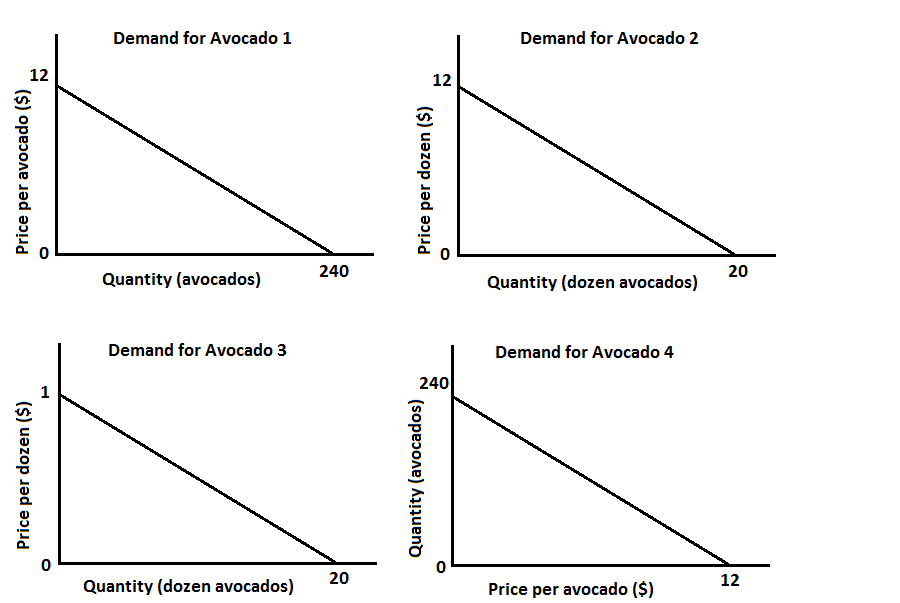 Demand for Avocado 1
12
Price per avocado ($)
0
240
Quantity (avocados)
Demand for Avocado 2
12
Price per dozen ($)
0
20
Quantity (dozen avocados)
Demand for Avocado 3
1
Price per dozen ($)
0
20
Quantity (dozen avocados)
Demand for Avocado 4
240
Quantity (avocados)
0
12
Price per avocado ($)